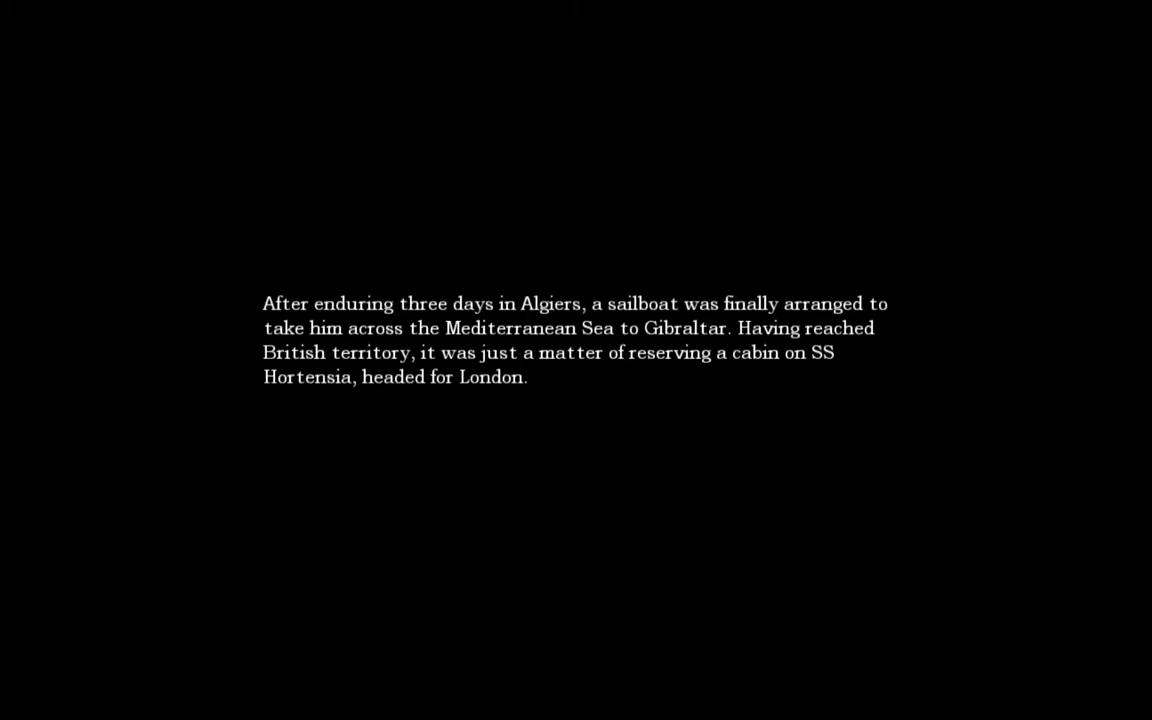 After enduring three days in Algiers, a sailboat was finally arranged to
take him across the Mediterranean Sea to Gibraltar. Having reached
British territory, it was just a matter of reserving a cabin on SS
Hortensia, headed for London.